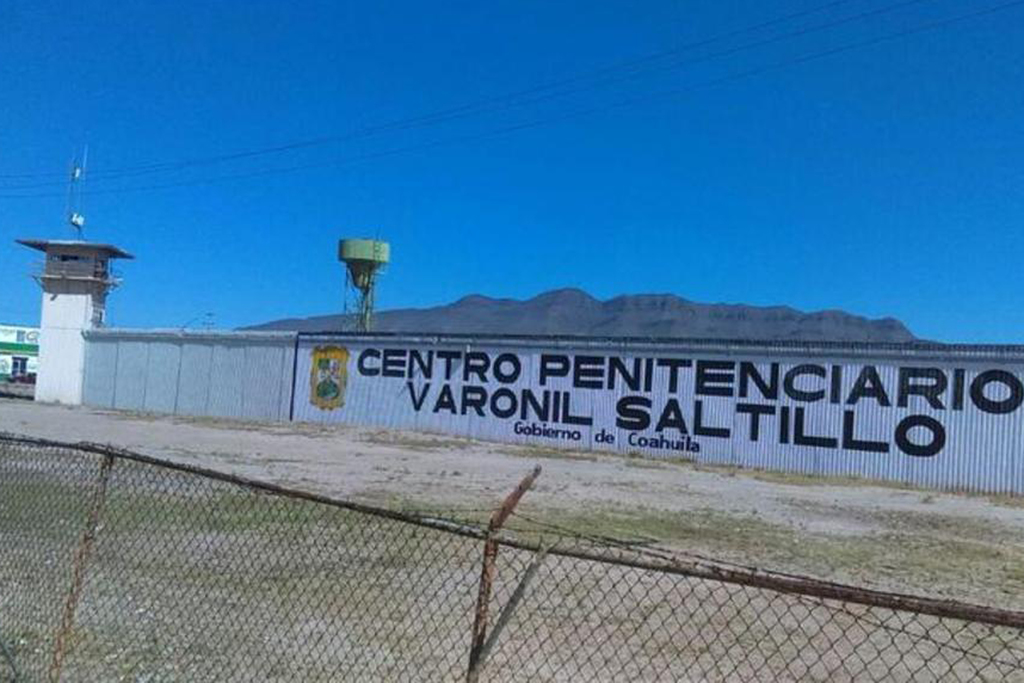 CENTRO PENITENCIARIO
VARONIL SALTILLO
Gobierno de Coahuila